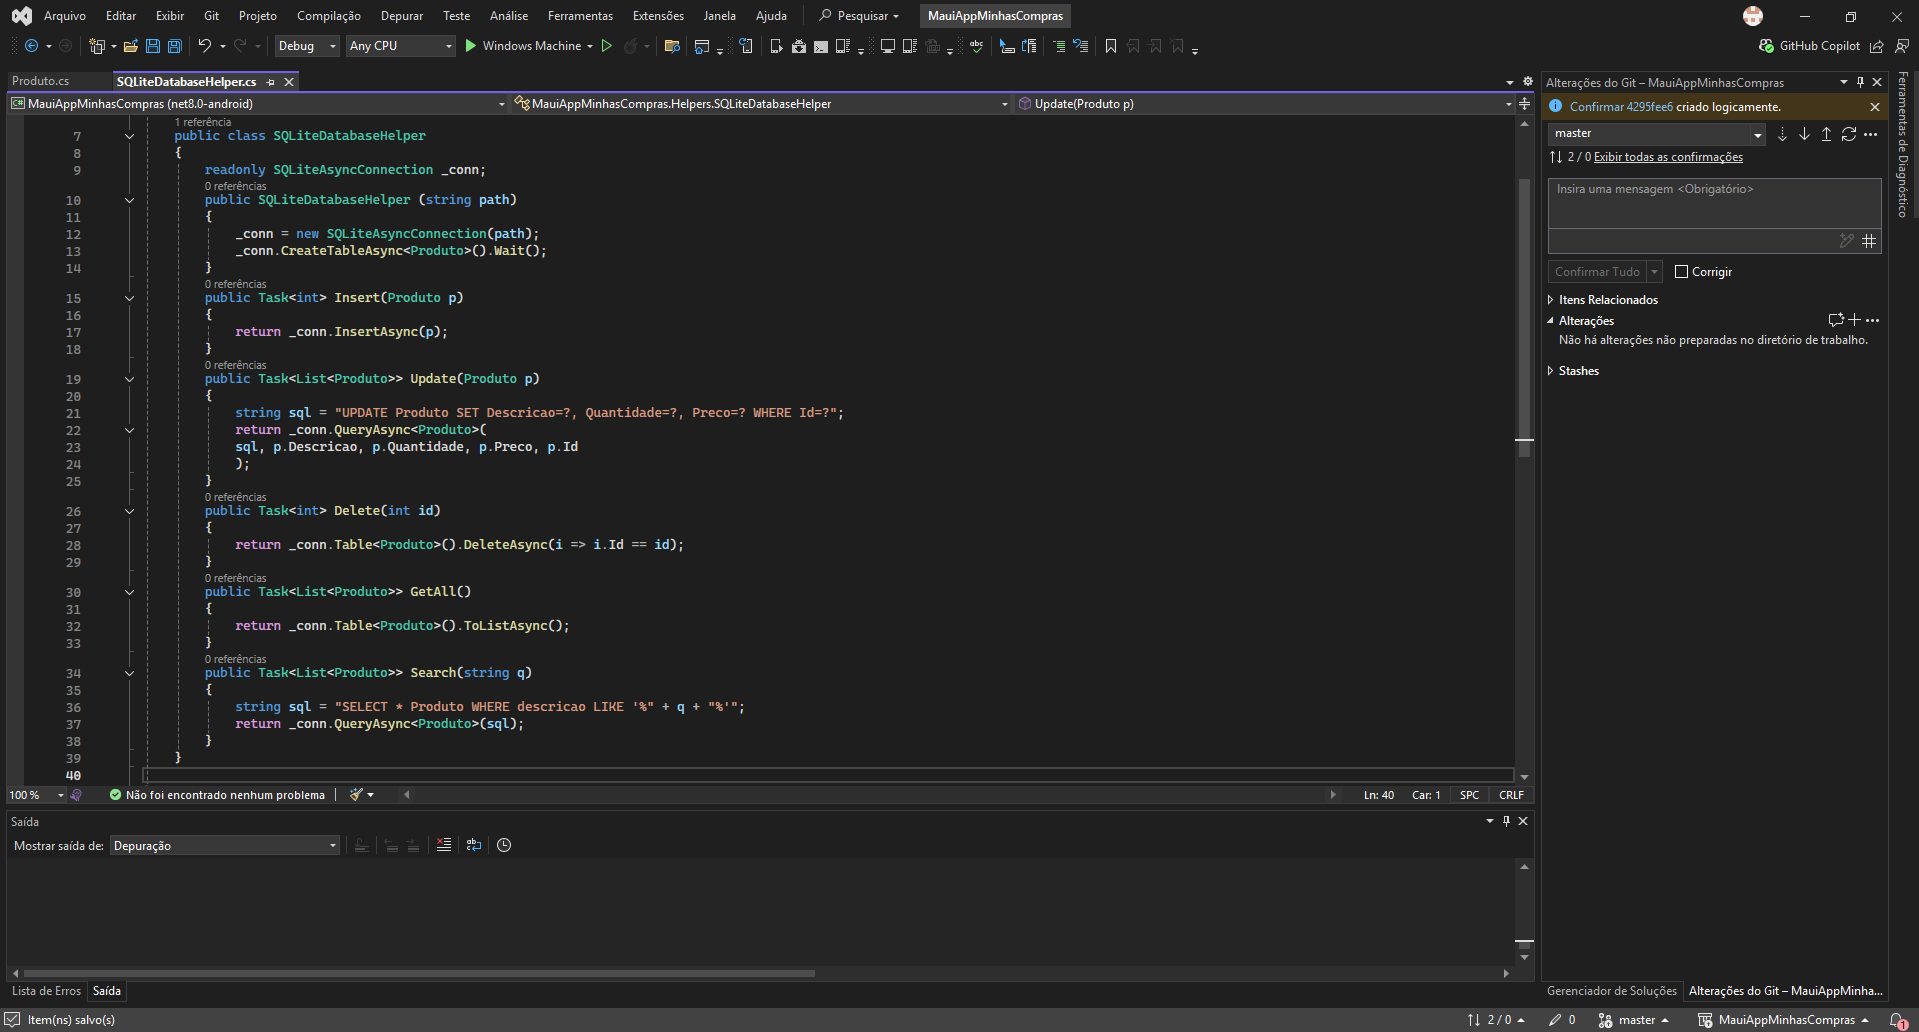 Arquivo Editar Exibir Git Projeto Compilação Depurar Teste Análise Ferramentas Extensões Janela Ajuda Pesquisar MauiAppMinhasCompras
Debug Any CPU Windows Machine GitHub Copilot
Produto.cs SQLiteDatabaseHelper.cs
MauiAppMinhasCompras (net8.0-android) MauiAppMinhasCompras.Helpers.SQLiteDatabaseHelper Update(Produto p)
1 referência
7 public class SQLiteDatabaseHelper
8 {
9 readonly SQLiteAsyncConnection _conn;
0 referências
10 public SQLiteDatabaseHelper (string path)
11 {
12 _conn = new SQLiteAsyncConnection(path);
13 _conn.CreateTableAsync<Produto>().Wait();
14 }
0 referências
15 public Task<int> Insert(Produto p)
16 {
17 return _conn.InsertAsync(p);
18 }
0 referências
19 public Task<List<Produto>> Update(Produto p)
20 {
21 string sql = "UPDATE Produto SET Descricao=?, Quantidade=?, Preco=? WHERE Id=?";
22 return _conn.QueryAsync<Produto>(
23 sql, p.Descricao, p.Quantidade, p.Preco, p.Id
24 );
25 }
0 referências
26 public Task<int> Delete(int id)
27 {
28 return _conn.Table<Produto>().DeleteAsync(i => i.Id == id);
29 }
0 referências
30 public Task<List<Produto>> GetAll()
31 {
32 return _conn.Table<Produto>().ToListAsync();
33 }
0 referências
34 public Task<List<Produto>> Search(string q)
35 {
36 string sql = "SELECT * Produto WHERE descricao LIKE '%" + q + "%'";
37 return _conn.QueryAsync<Produto>(sql);
38 }
39 }
40
100 % Não foi encontrado nenhum problema Ln: 40 Car: 1 SPC CRLF
Saída
Mostrar saída de: Depuração
Lista de Erros Saída
Alterações do Git – MauiAppMinhasCompras
Confirmar 4295fee6 criado logicamente.
master
2 / 0 Exibir todas as confirmações
Insira uma mensagem <Obrigatório>
Confirmar Tudo Corrigir
Itens Relacionados
Alterações
Não há alterações não preparadas no diretório de trabalho.
Stashes
Gerenciador de Soluções Alterações do Git – MauiAppMinha...
Ferramentas de Diagnóstico
Item(ns) salvo(s) 2 / 0 0 master MauiAppMinhasCompras 1